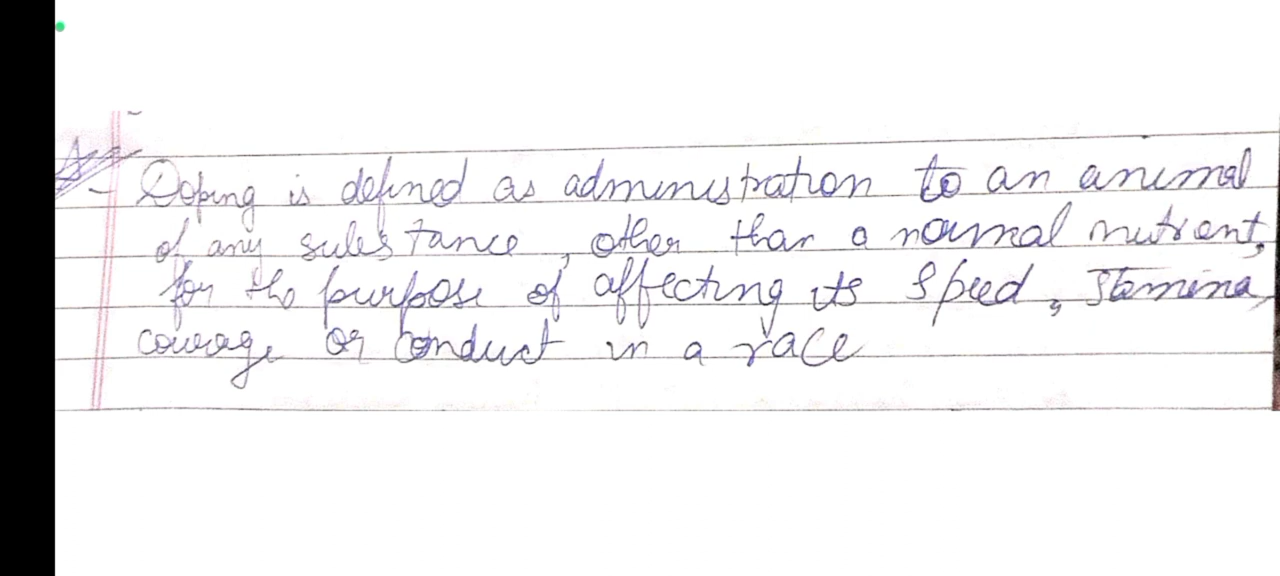 - Doping is defined as administration to an animal
of any substance, other than a normal nutrient,
for the purpose of affecting its speed, stamina,
courage or conduct in a race